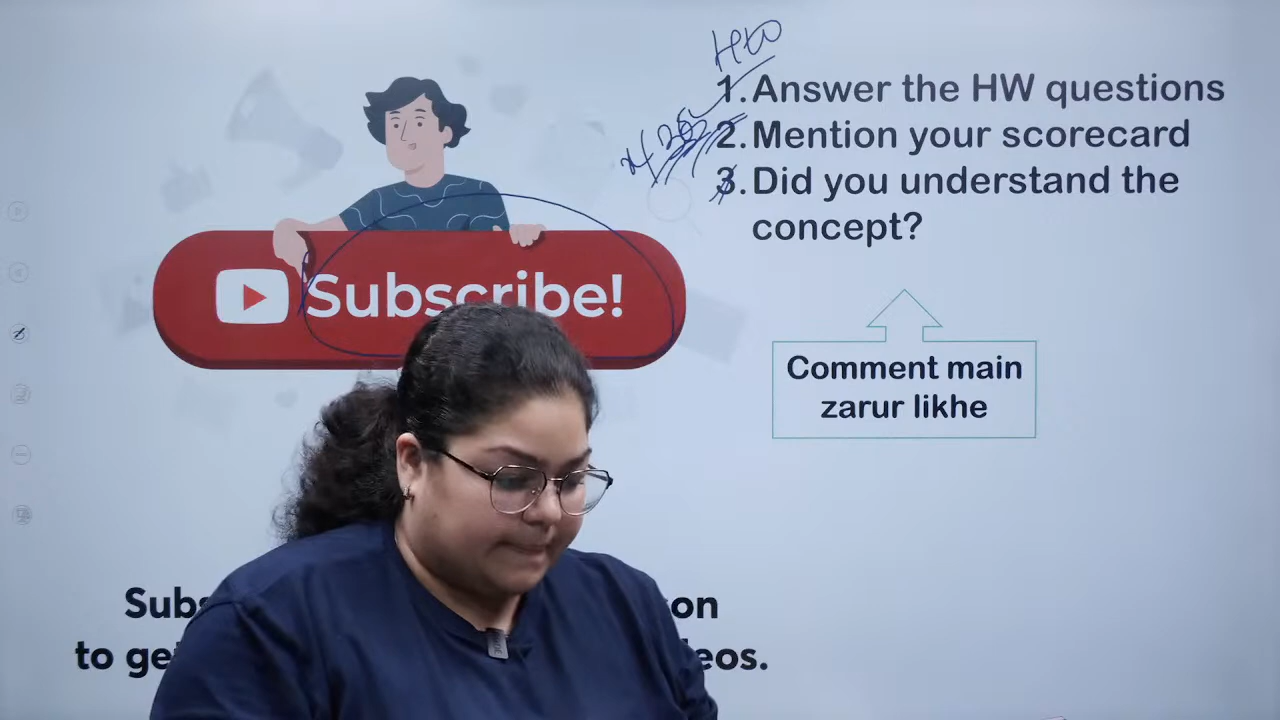 HW
1. Answer the HW questions
2. Mention your scorecard
3. Did you understand the
concept?
Subscribe!
Comment main
zarur likhe
Subs on
to ge eos.